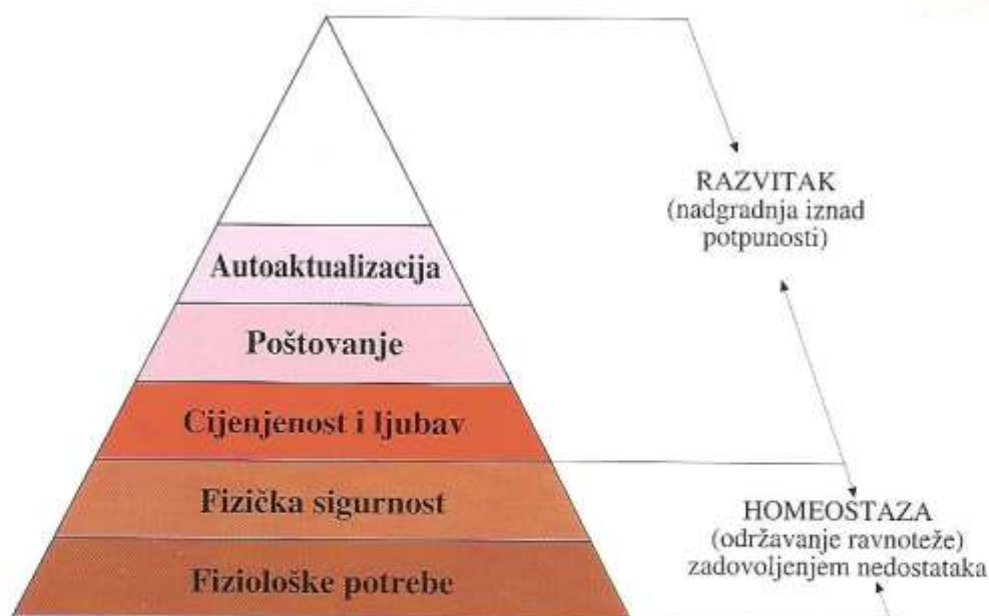 RAZVITAK
(nadgradnja iznad
potpunosti)
Autoaktualizacija
Poštovanje
Cijenjenost i ljubav
Fizička sigurnost
Fiziološke potrebe
HOMEOSTAZA
(održavanje ravnoteže)
zadovoljenjem nedostataka